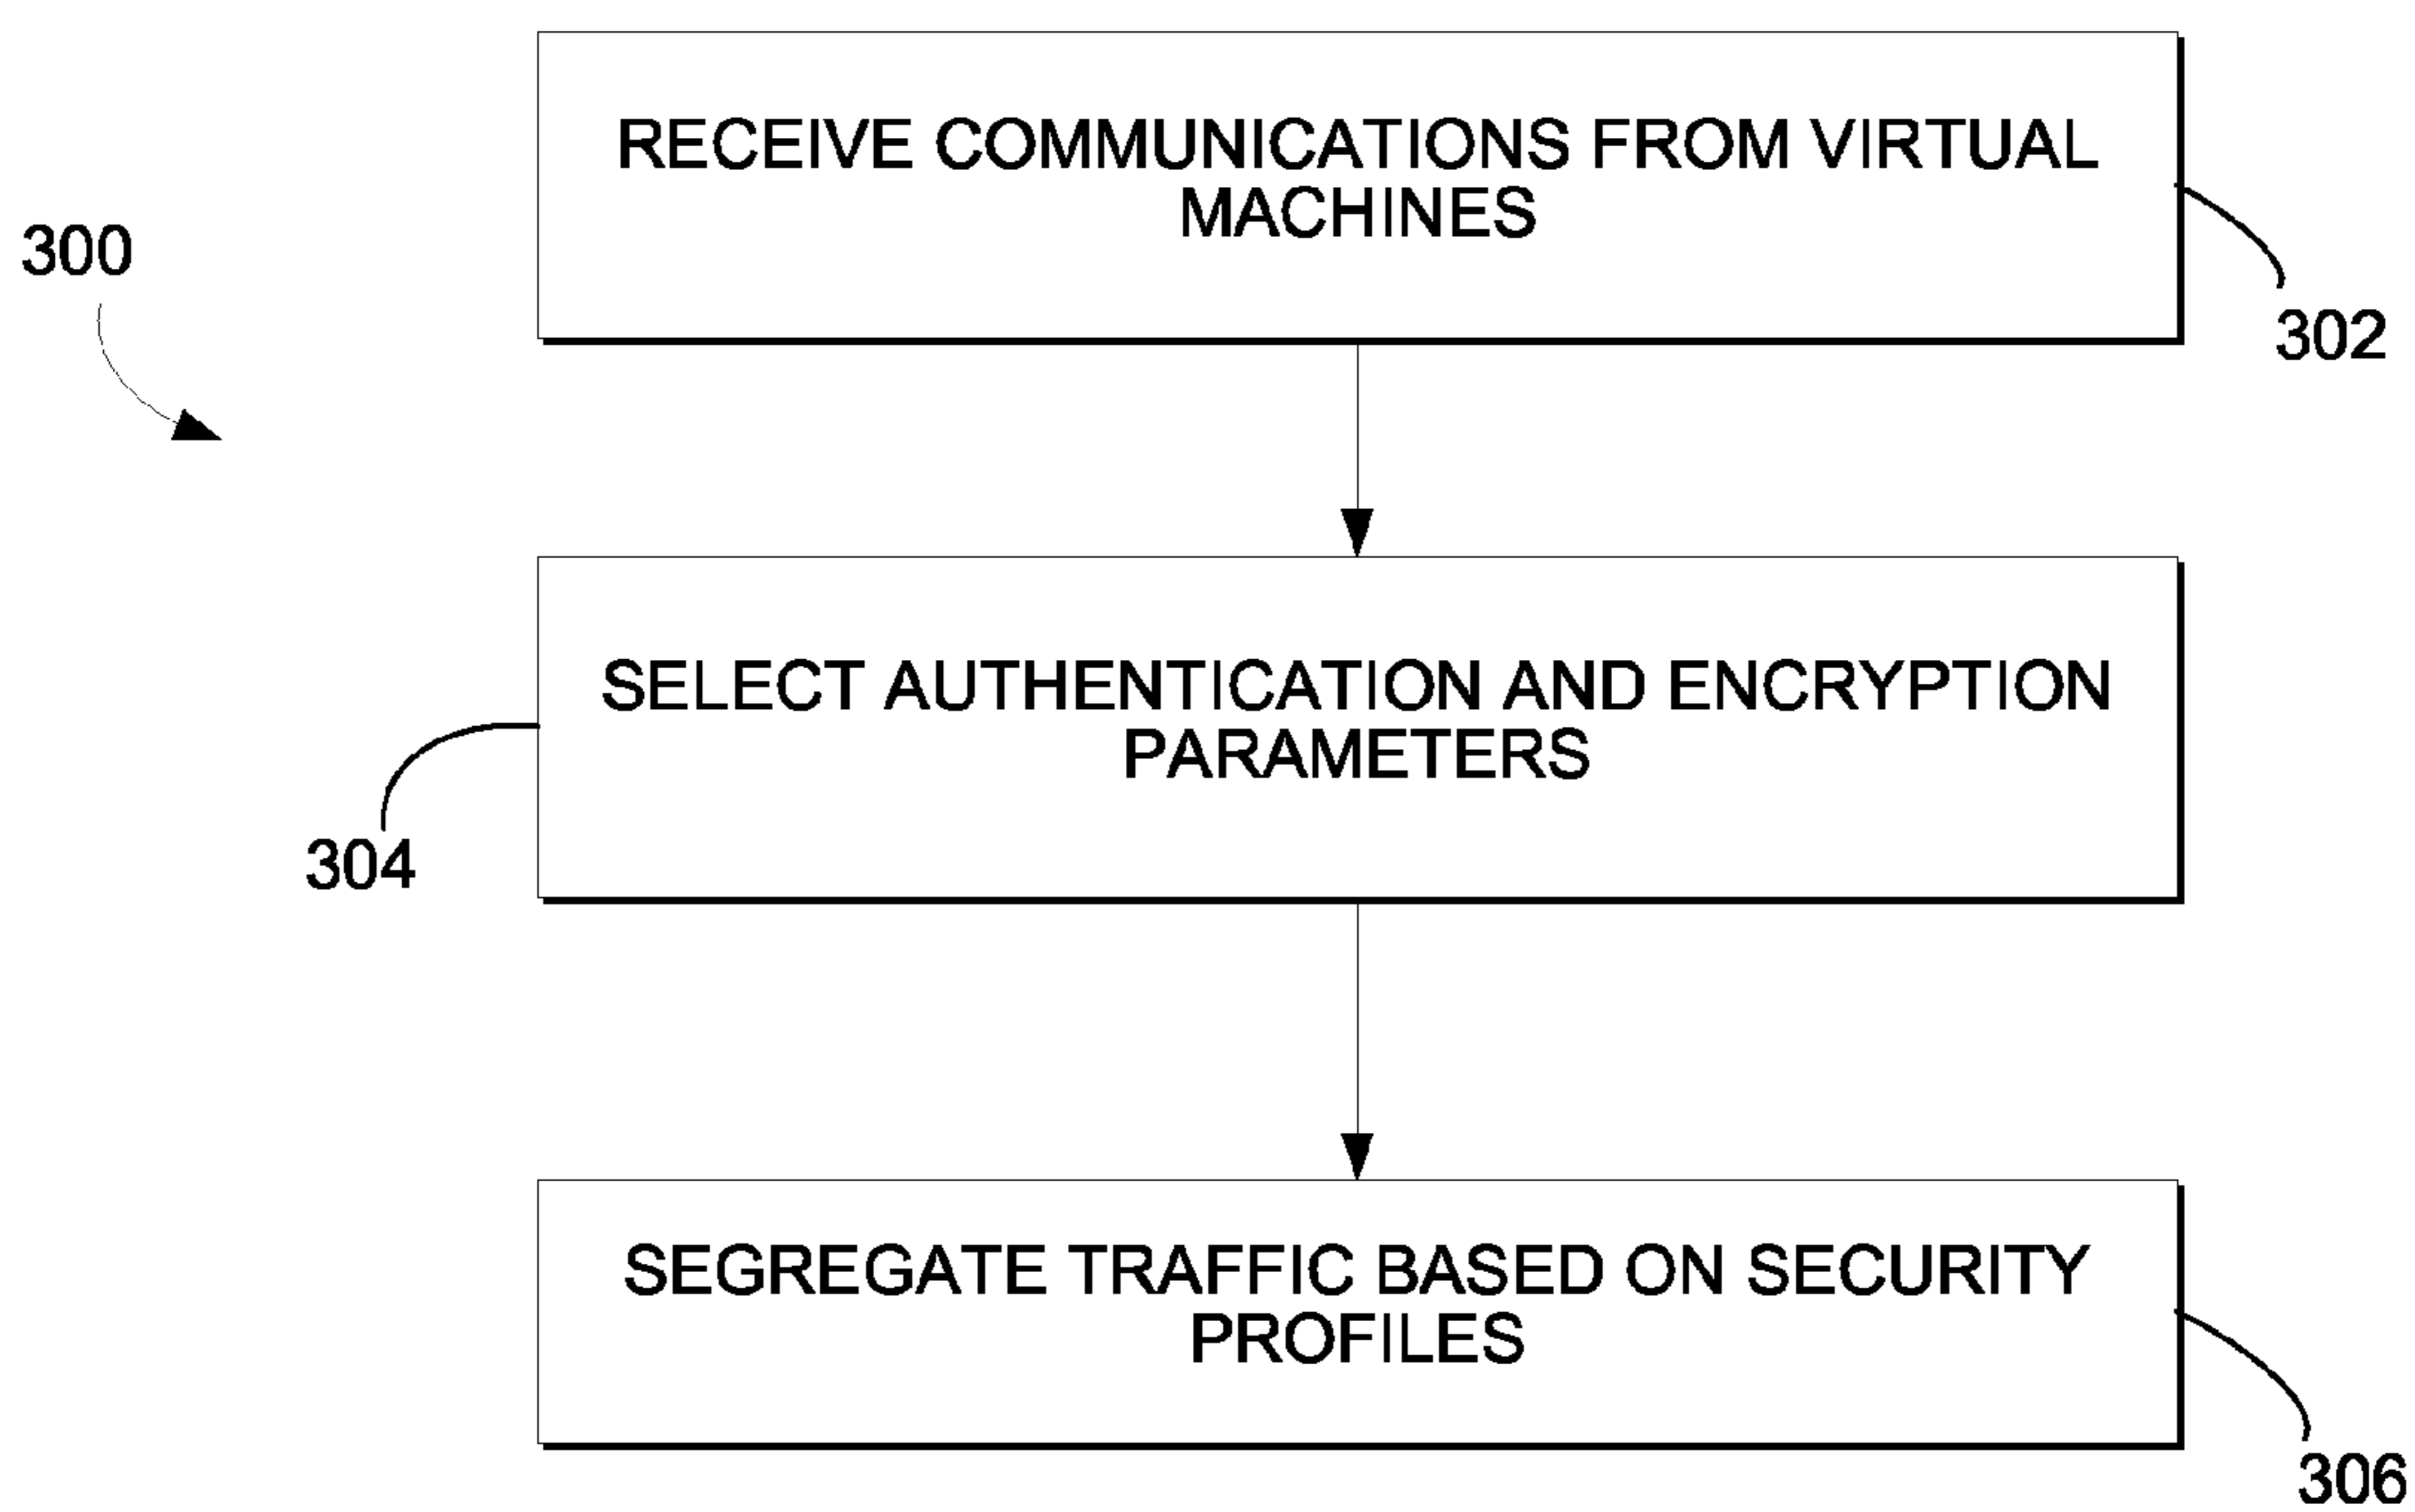 RECEIVE COMMUNICATIONS FROM VIRTUAL
MACHINES
300
302
SELECT AUTHENTICATION AND ENCRYPTION
PARAMETERS
304
SEGREGATE TRAFFIC BASED ON SECURITY
PROFILES
306